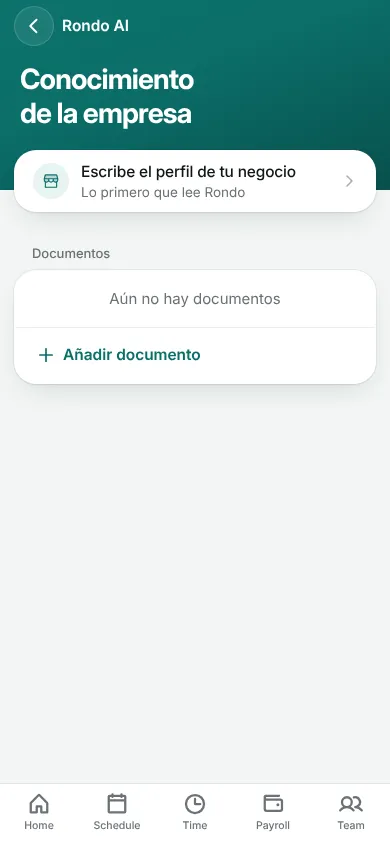 Rondo AI
Conocimiento
de la empresa
Escribe el perfil de tu negocio
Lo primero que lee Rondo
Documentos
Aún no hay documentos
Añadir documento
Home
Schedule
Time
Payroll
Team